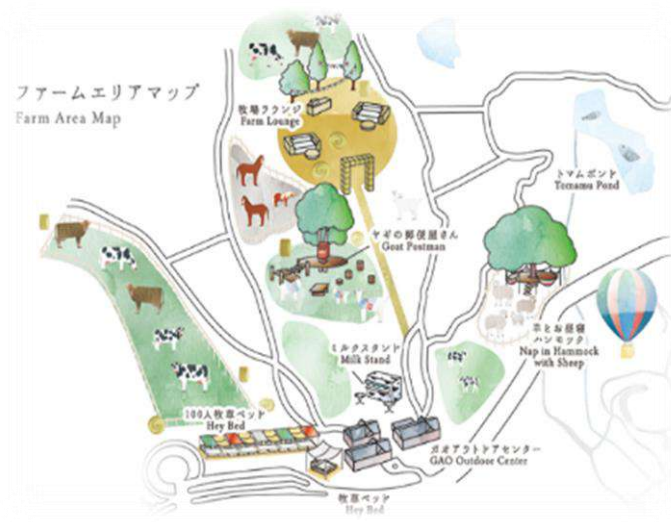 ファームエリアマップ
Farm Area Map
牧場ラウンジ
Farm Lounge
トマムポンド
Tomamu Pond
ヤギの郵便屋さん
Goat Postman
羊とお昼寝
ハンモック
Nap in Hammock
with Sheep
ミルクスタンド
Milk Stand
100人牧草ベッド
Hey Bed
ガオアウトドアセンター
GAO Outdoor Center
牧草ベッド
Hey Bed